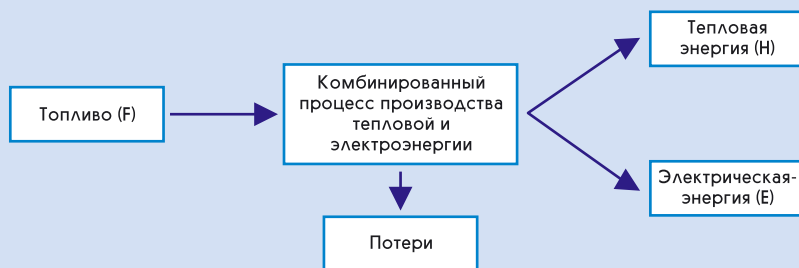 Топливо (F)
Комбинированный
процесс производства
тепловой и
электроэнергии
Тепловая
энергия (H)
Электрическая-
энергия (E)
Потери